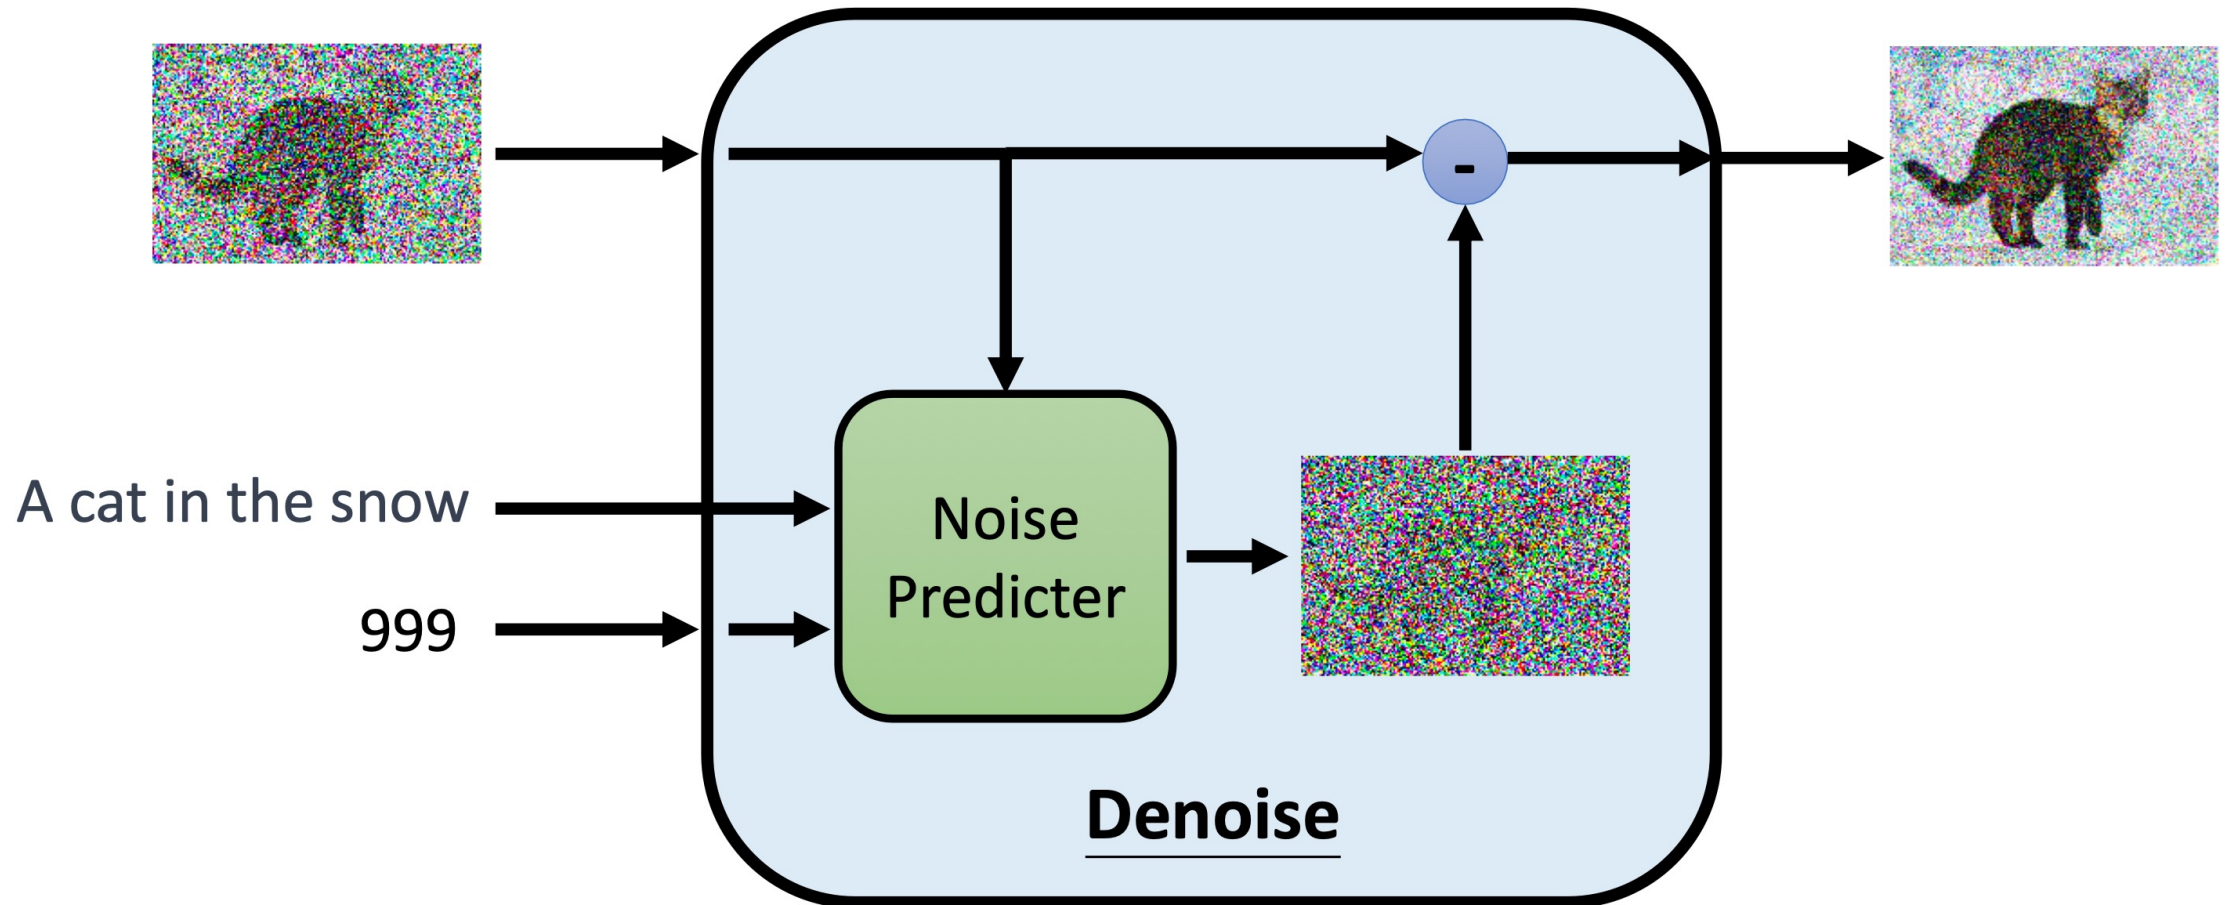 -
A cat in the snow
Noise
Predicter
999
Denoise